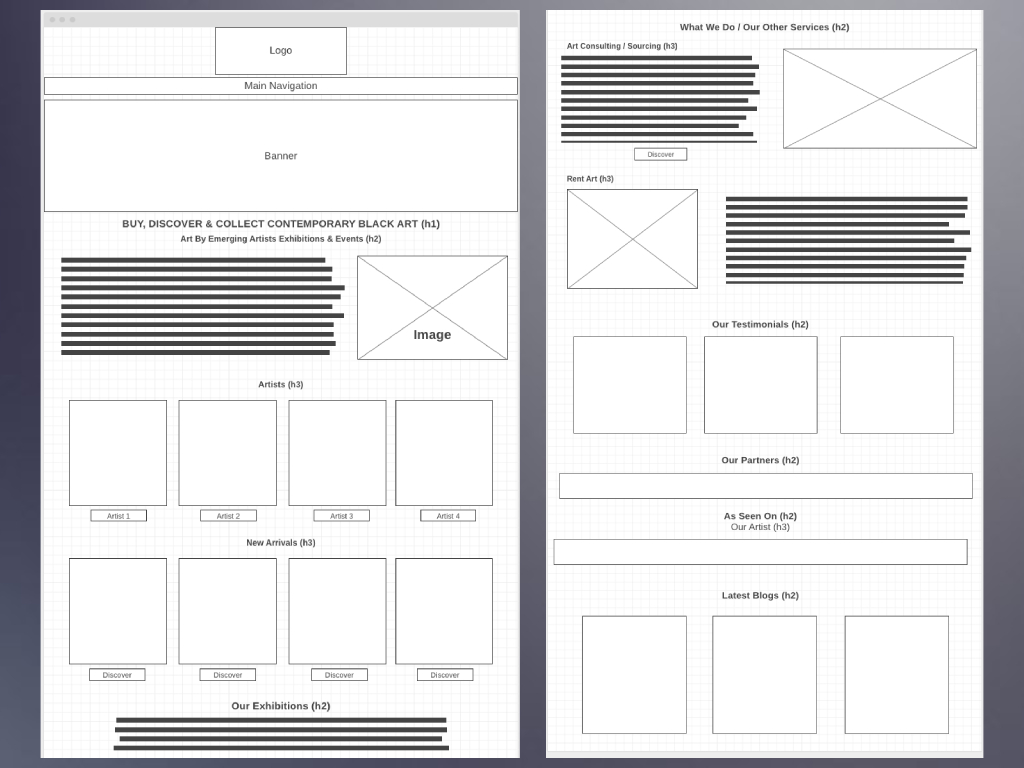 Logo
Main Navigation
Banner
BUY, DISCOVER & COLLECT CONTEMPORARY BLACK ART (h1)
Art By Emerging Artists Exhibitions & Events (h2)
Image
Artists (h3)
Artist 1
Artist 2
Artist 3
Artist 4
New Arrivals (h3)
Discover
Discover
Discover
Discover
Our Exhibitions (h2)
What We Do / Our Other Services (h2)
Art Consulting / Sourcing (h3)
Discover
Rent Art (h3)
Our Testimonials (h2)
Our Partners (h2)
As Seen On (h2)
Our Artist (h3)
Latest Blogs (h2)